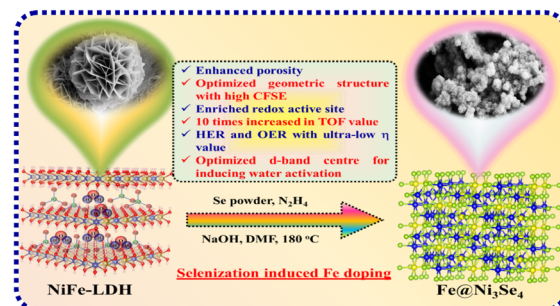 ✓ Enhanced porosity
✓ Optimized geometric structure
with high CFSE
✓ Enriched redox active site
✓ 10 times increased in TOF value
✓ HER and OER with ultra-low η
value
✓ Optimized d-band centre for
inducing water activation
Se powder, N₂H₄
NaOH, DMF, 180 °C
Selenization induced Fe doping
NiFe-LDH
Fe@Ni₃Se₄